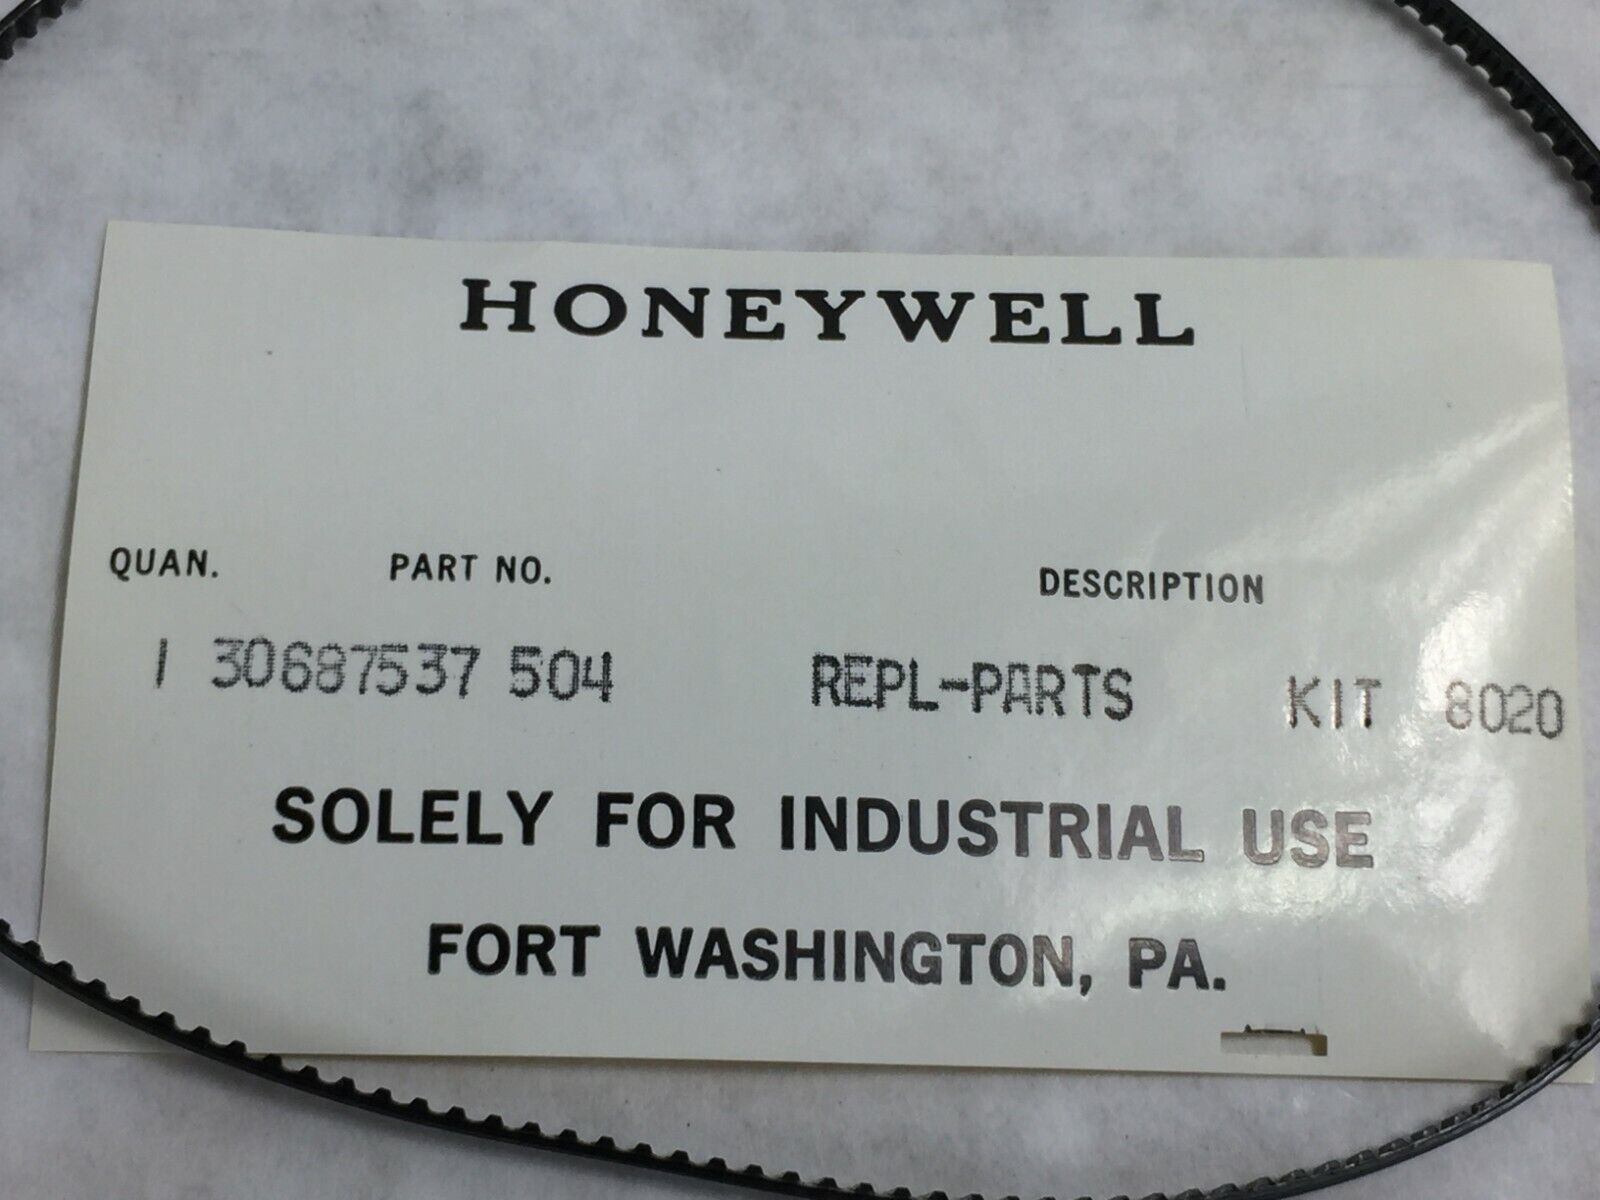 HONEYWELL
QUAN. PART NO. DESCRIPTION
1 30687537 504 REPL-PARTS KIT 8020
SOLELY FOR INDUSTRIAL USE
FORT WASHINGTON, PA.